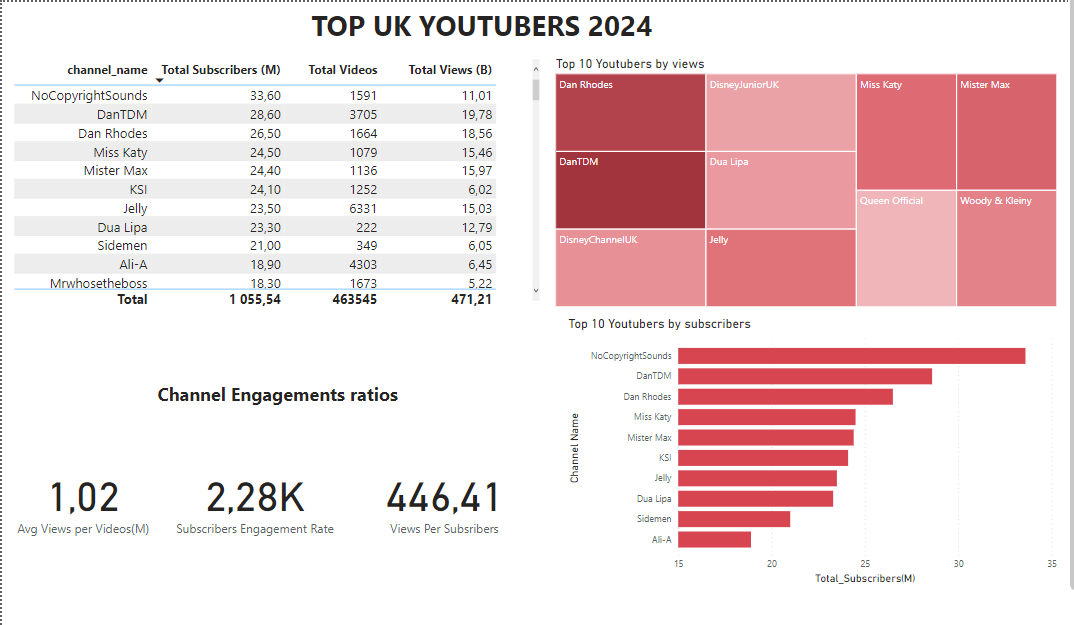 TOP UK YOUTUBERS 2024
channel_name Total Subscribers (M) Total Videos Total Views (B)
NoCopyrightSounds 33,60 1591 11,01
DanTDM 28,60 3705 19,78
Dan Rhodes 26,50 1664 18,56
Miss Katy 24,50 1079 15,46
Mister Max 24,40 1136 15,97
KSI 24,10 1252 6,02
Jelly 23,50 6331 15,03
Dua Lipa 23,30 222 12,79
Sidemen 21,00 349 6,05
Ali-A 18,90 4303 6,45
Mrwhosetheboss 18,30 1673 5,22
Total 1 055,54 463545 471,21
Top 10 Youtubers by views
Dan Rhodes
DisneyJuniorUK
Miss Katy
Mister Max
DanTDM
Dua Lipa
Queen Official
Woody & Kleiny
DisneyChannelUK
Jelly
Channel Engagements ratios
1,02
Avg Views per Videos(M)
2,28K
Subscribers Engagement Rate
446,41
Views Per Subsribers
Top 10 Youtubers by subscribers
Channel Name
NoCopyrightSounds
DanTDM
Dan Rhodes
Miss Katy
Mister Max
KSI
Jelly
Dua Lipa
Sidemen
Ali-A
15 20 25 30 35
Total_Subscribers(M)